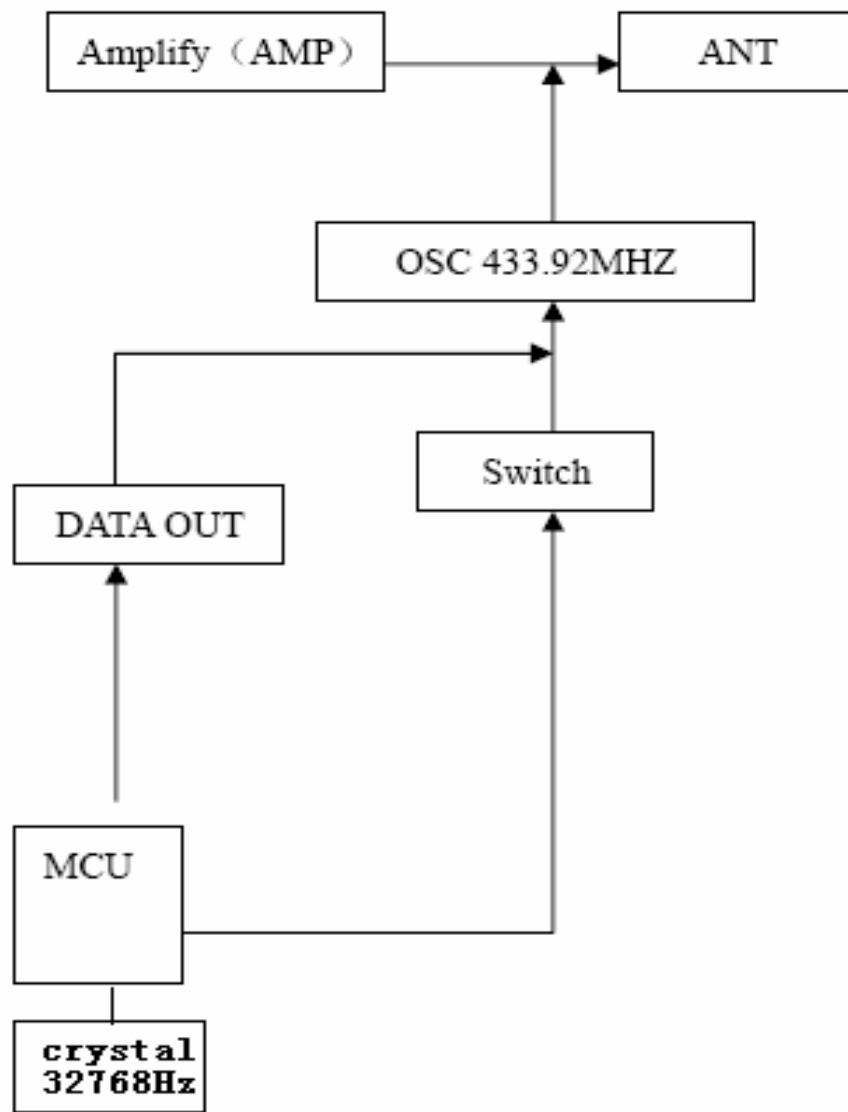 Amplify（AMP）
ANT
OSC 433.92MHZ
Switch
DATA OUT
MCU
crystal
32768Hz